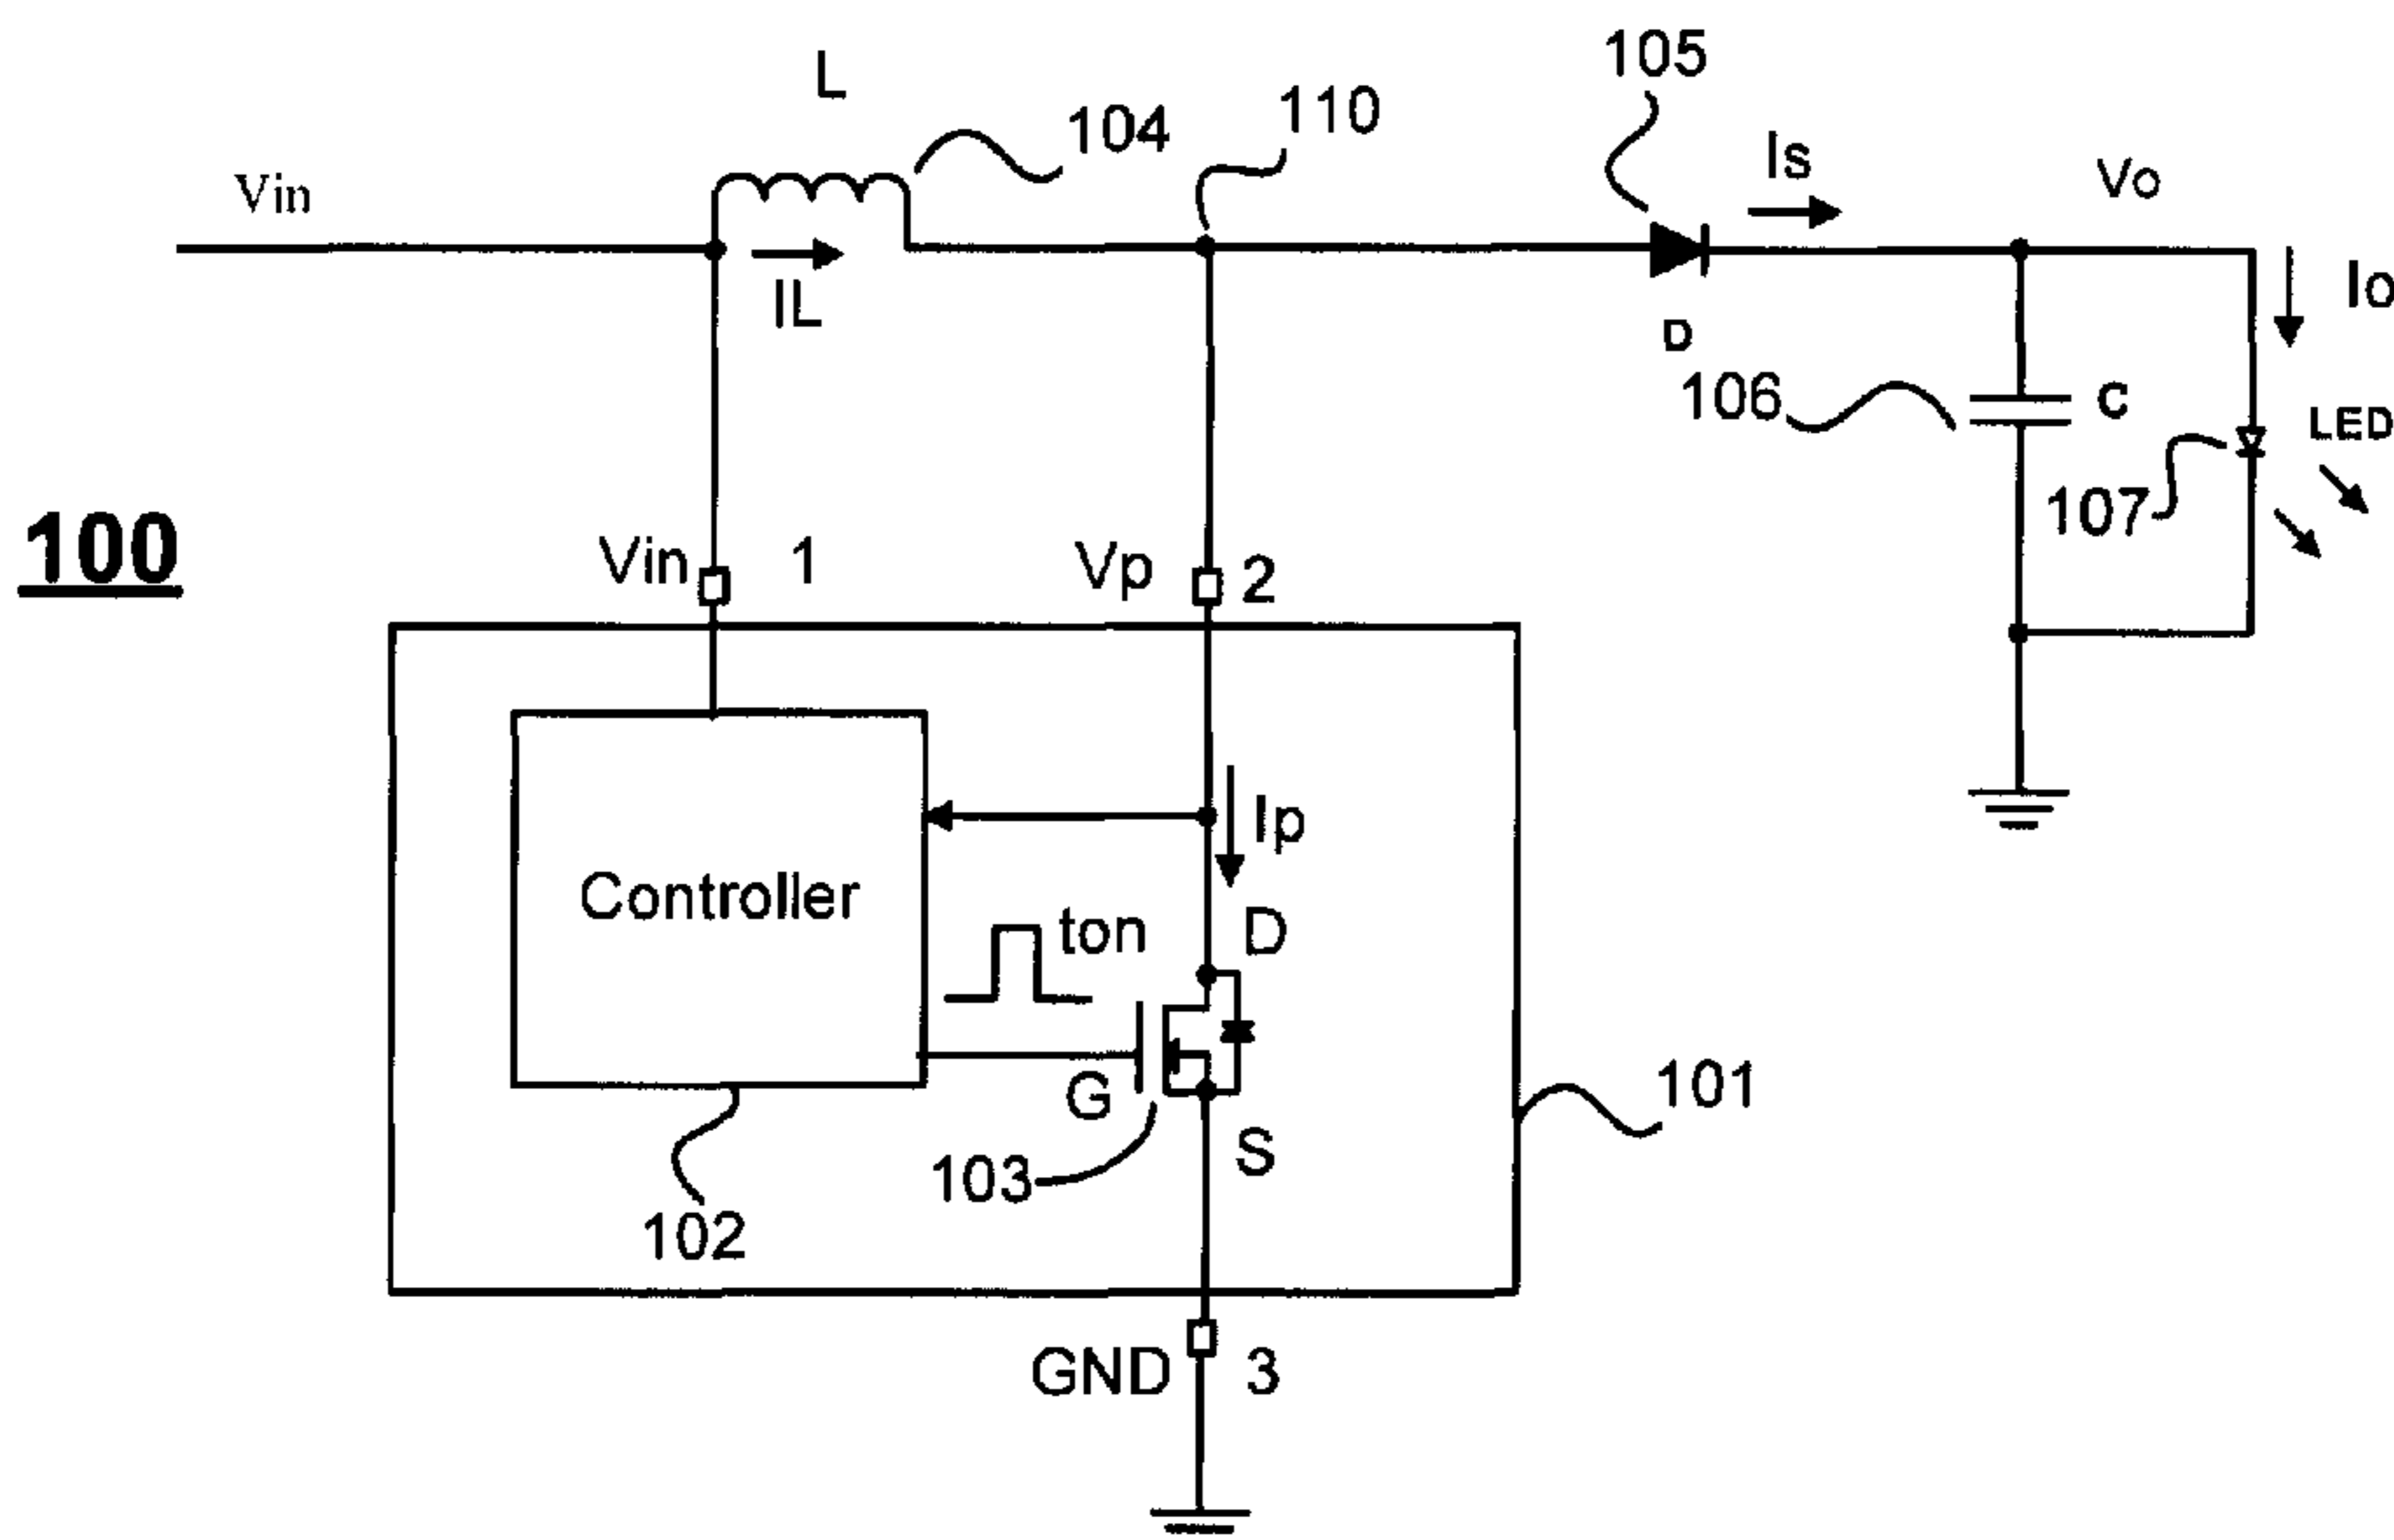 L
105
104
110
Is
Vin
Vo
Io
IL
D
106
C
LED
107
100
Vin 1
Vp 2
Ip
Controller
ton
D
G
101
S
103
102
GND 3